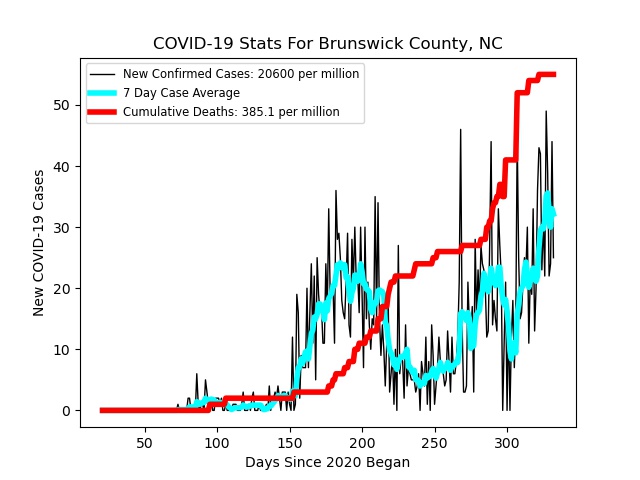 COVID-19 Stats For Brunswick County, NC
New Confirmed Cases: 20600 per million
7 Day Case Average
Cumulative Deaths: 385.1 per million
New COVID-19 Cases
50
40
30
20
10
0
50 100 150 200 250 300
Days Since 2020 Began